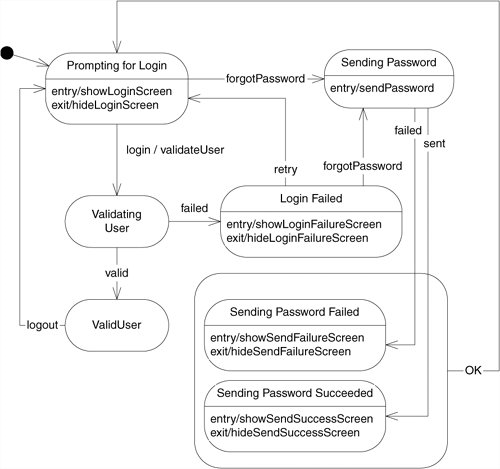 Prompting for Login
entry/showLoginScreen
exit/hideLoginScreen
forgotPassword
Sending Password
entry/sendPassword
failed
sent
login / validateUser
retry
forgotPassword
Validating
User
failed
Login Failed
entry/showLoginFailureScreen
exit/hideLoginFailureScreen
valid
logout
ValidUser
Sending Password Failed
entry/showSendFailureScreen
exit/hideSendFailureScreen
OK
Sending Password Succeeded
entry/showSendSuccessScreen
exit/hideSendSuccessScreen